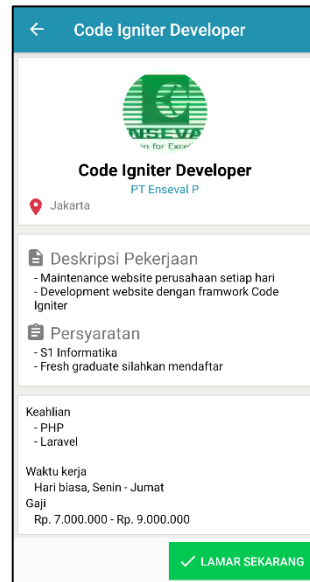 Code Igniter Developer
ENSEVAL
Code Igniter Developer
PT Enseval P
Jakarta
Deskripsi Pekerjaan
- Maintenance website perusahaan setiap hari
- Development website dengan framwork Code
Igniter
Persyaratan
- S1 Informatika
- Fresh graduate silahkan mendaftar
Keahlian
- PHP
- Laravel
Waktu kerja
Hari biasa, Senin - Jumat
Gaji
Rp. 7.000.000 - Rp. 9.000.000
LAMAR SEKARANG